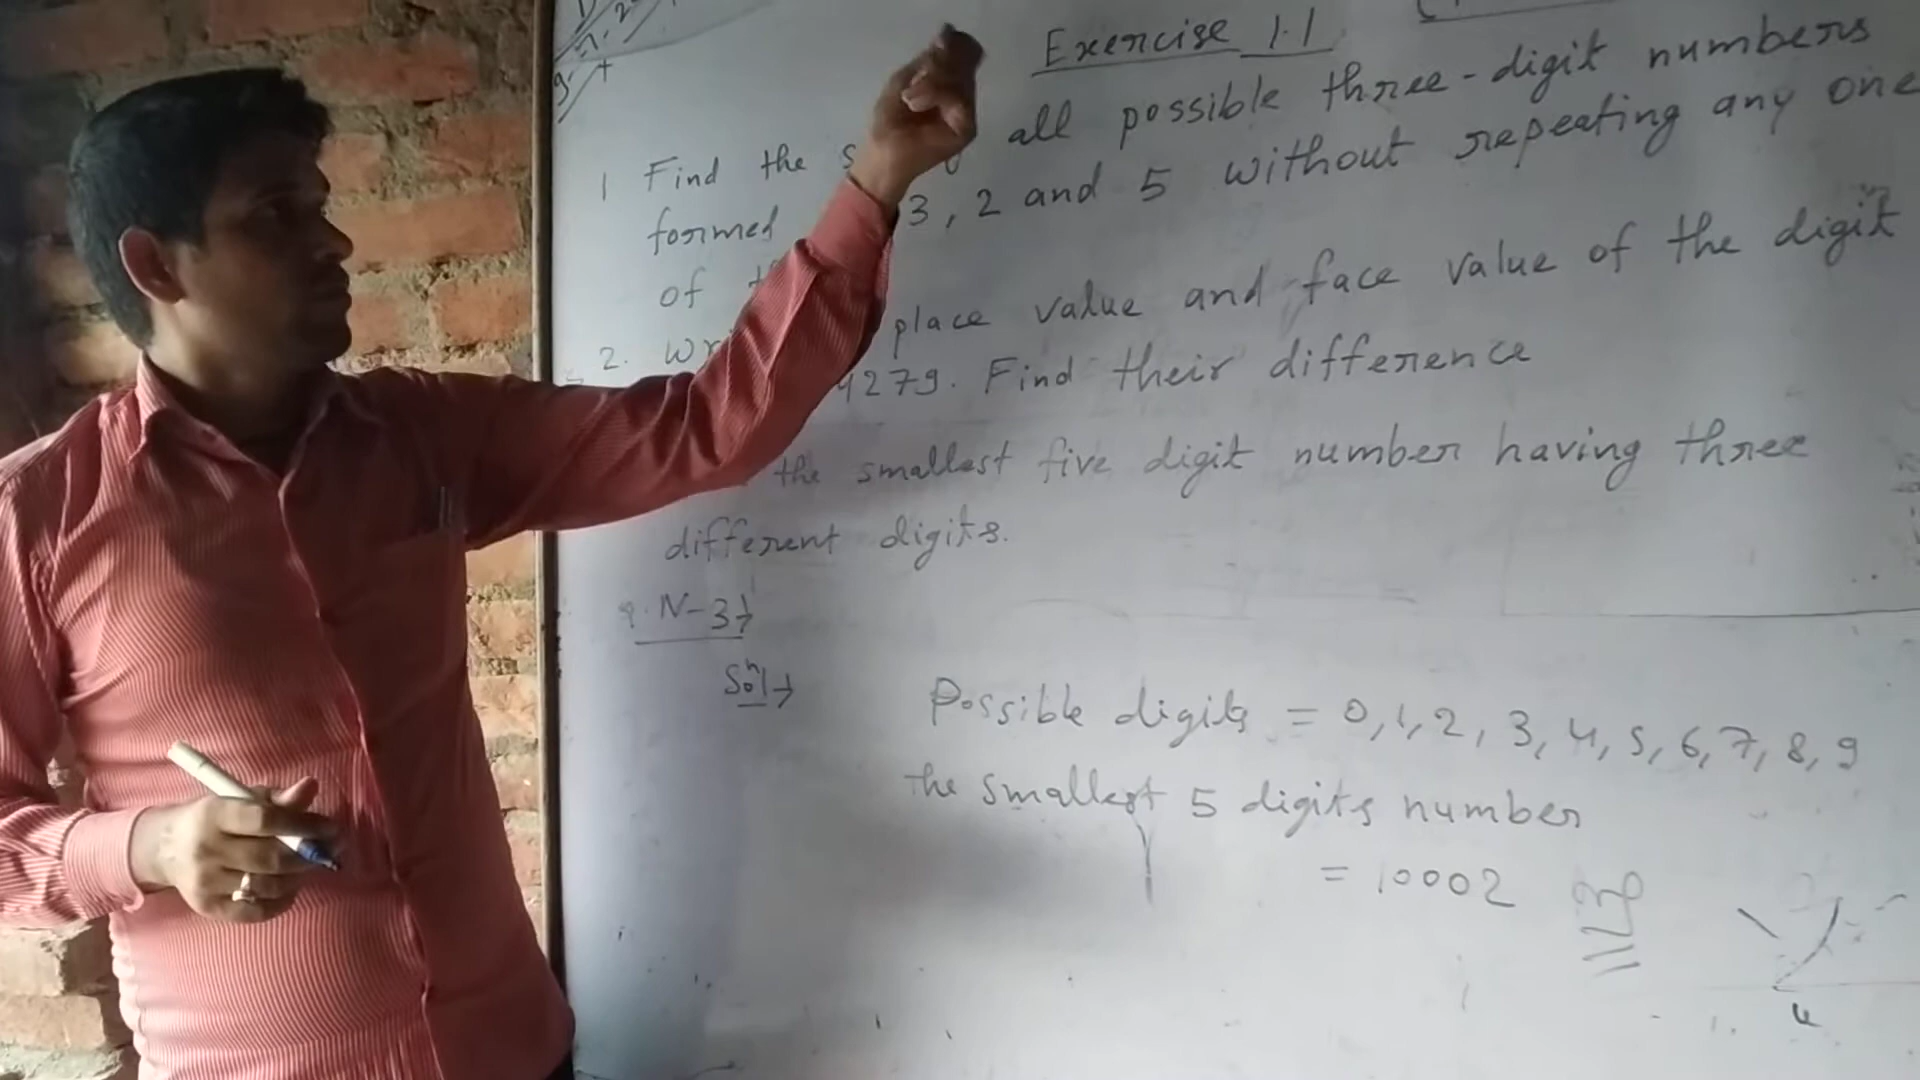 Exercise 1.1
1 Find the all possible three-digit numbers
formed 3, 2 and 5 without repeating any one
of
2. place value and face value of the digit
4279. Find their difference
the smallest five digit number having three
different digits.
Q.N-3→
Solⁿ→
Possible digits = 0, 1, 2, 3, 4, 5, 6, 7, 8, 9
the smallest 5 digits number
= 10002